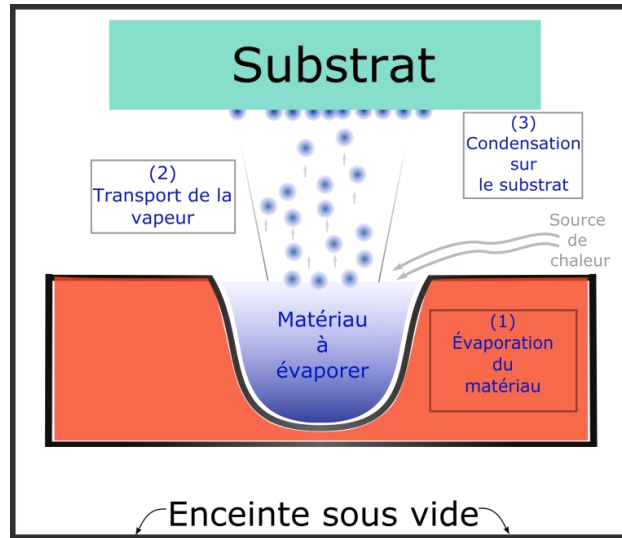 Substrat
(3)
Condensation
sur
le substrat
(2)
Transport de la
vapeur
Source
de
chaleur
Matériau
à
évaporer
(1)
Évaporation
du
matériau
Enceinte sous vide